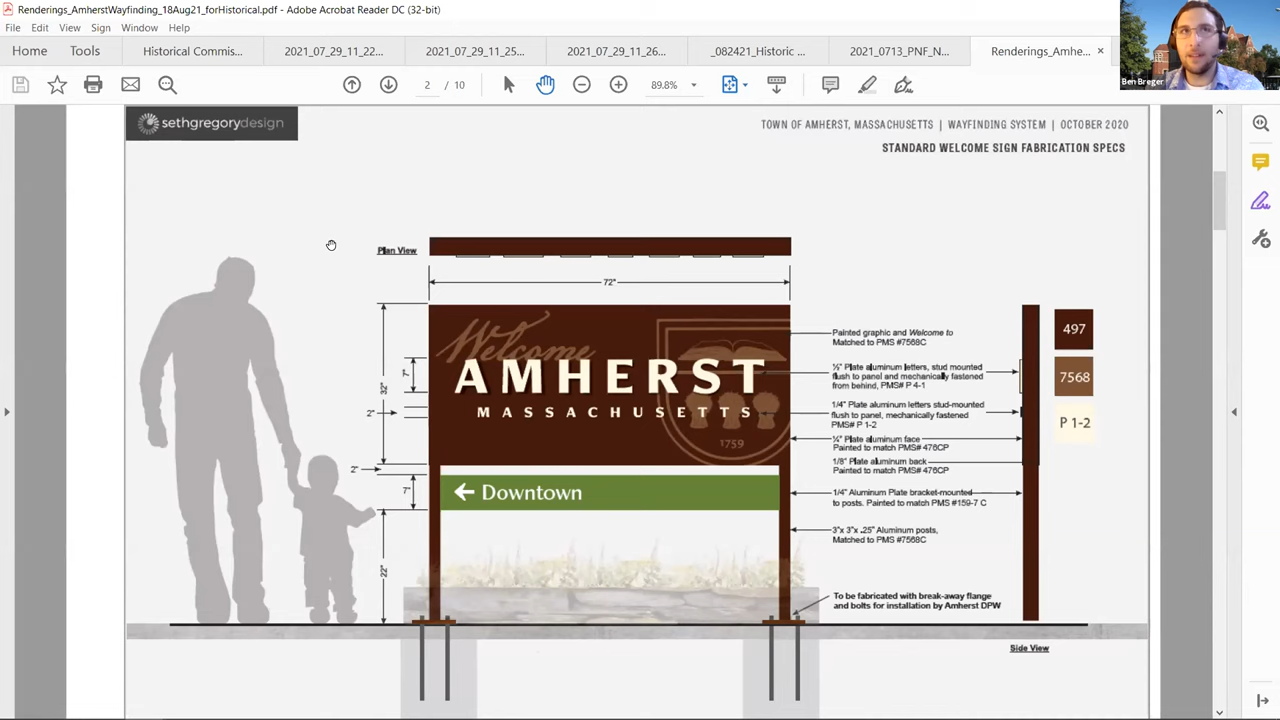 Renderings_AmherstWayfinding_18Aug21_forHistorical.pdf - Adobe Acrobat Reader DC (32-bit)
File Edit View Sign Window Help
Home Tools Historical Commis... 2021_07_29_11_22... 2021_07_29_11_25... 2021_07_29_11_26... _082421_Historic ... 2021_0713_PNF_N... Renderings_Amhe... ×
Ben Breger
2 of 10 89.8%
sethgregorydesign
TOWN OF AMHERST, MASSACHUSETTS | WAYFINDING SYSTEM | OCTOBER 2020
STANDARD WELCOME SIGN FABRICATION SPECS
Plan View
72"
Welcome
AMHERST
MASSACHUSETTS
1759
Downtown
32"
7"
2"
2"
7"
22"
Painted graphic and Welcome to
Matched to PMS #7568C
Plate aluminum letters, stud mounted
flush to panel and mechanically fastened
from behind, PMS# P 4-1
1/4" Plate aluminum letters stud-mounted
flush to panel, mechanically fastened
PMS# P 1-2
¼" Plate aluminum face
Painted to match PMS# 476CP
1/8" Plate aluminum back
Painted to match PMS# 476CP
1/4" Aluminum Plate bracket-mounted
to posts. Painted to match PMS #159-7 C
3"x 3"x .25" Aluminum posts,
Matched to PMS #7568C
To be fabricated with break-away flange
and bolts for installation by Amherst DPW
497
7568
P 1-2
Side View